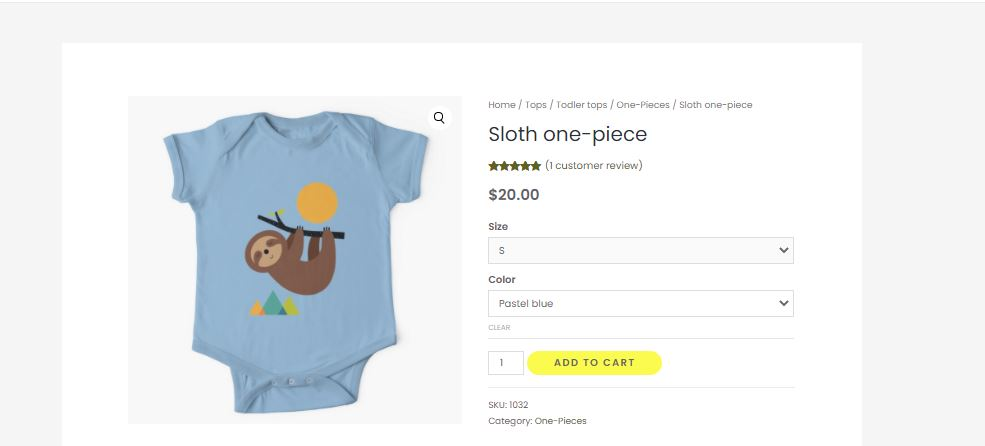 Home / Tops / Todler tops / One-Pieces / Sloth one-piece
Sloth one-piece
(1 customer review)
$20.00
Size
S
Color
Pastel blue
CLEAR
1
ADD TO CART
SKU: 1032
Category: One-Pieces